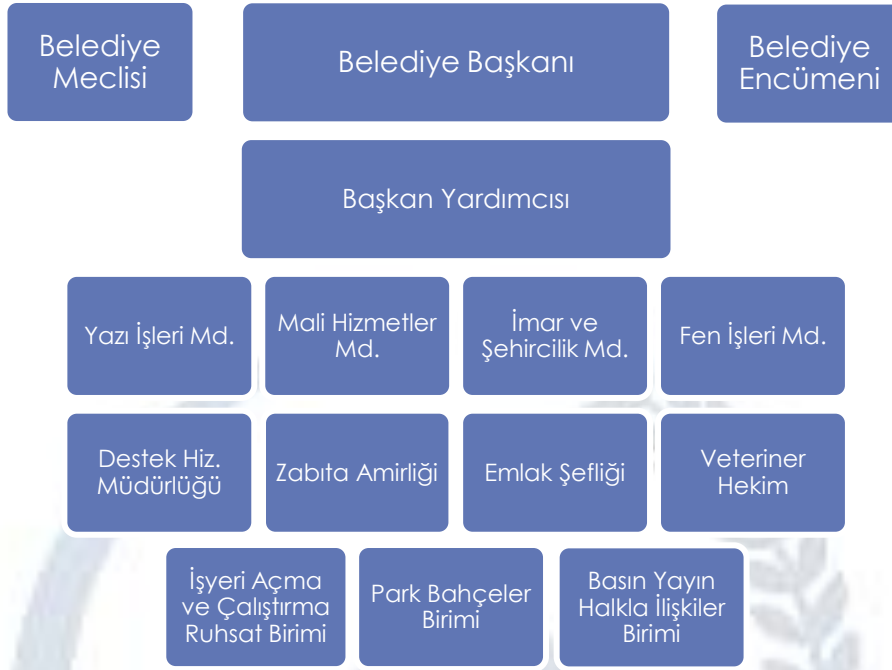 Belediye
Meclisi
Belediye Başkanı
Belediye
Encümeni
Başkan Yardımcısı
Yazı İşleri Md.
Mali Hizmetler
Md.
İmar ve
Şehircilik Md.
Fen İşleri Md.
Destek Hiz.
Müdürlüğü
Zabıta Amirliği
Emlak Şefliği
Veteriner
Hekim
İşyeri Açma
ve Çalıştırma
Ruhsat Birimi
Park Bahçeler
Birimi
Basın Yayın
Halkla İlişkiler
Birimi